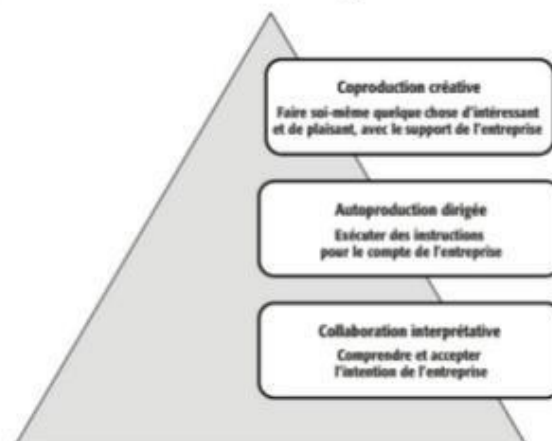 Coproduction créative
Faire soi-même quelque chose d'intéressant
et de plaisant, avec le support de l'entreprise
Autoproduction dirigée
Exécuter des instructions
pour le compte de l'entreprise
Collaboration interprétative
Comprendre et accepter
l'intention de l'entreprise